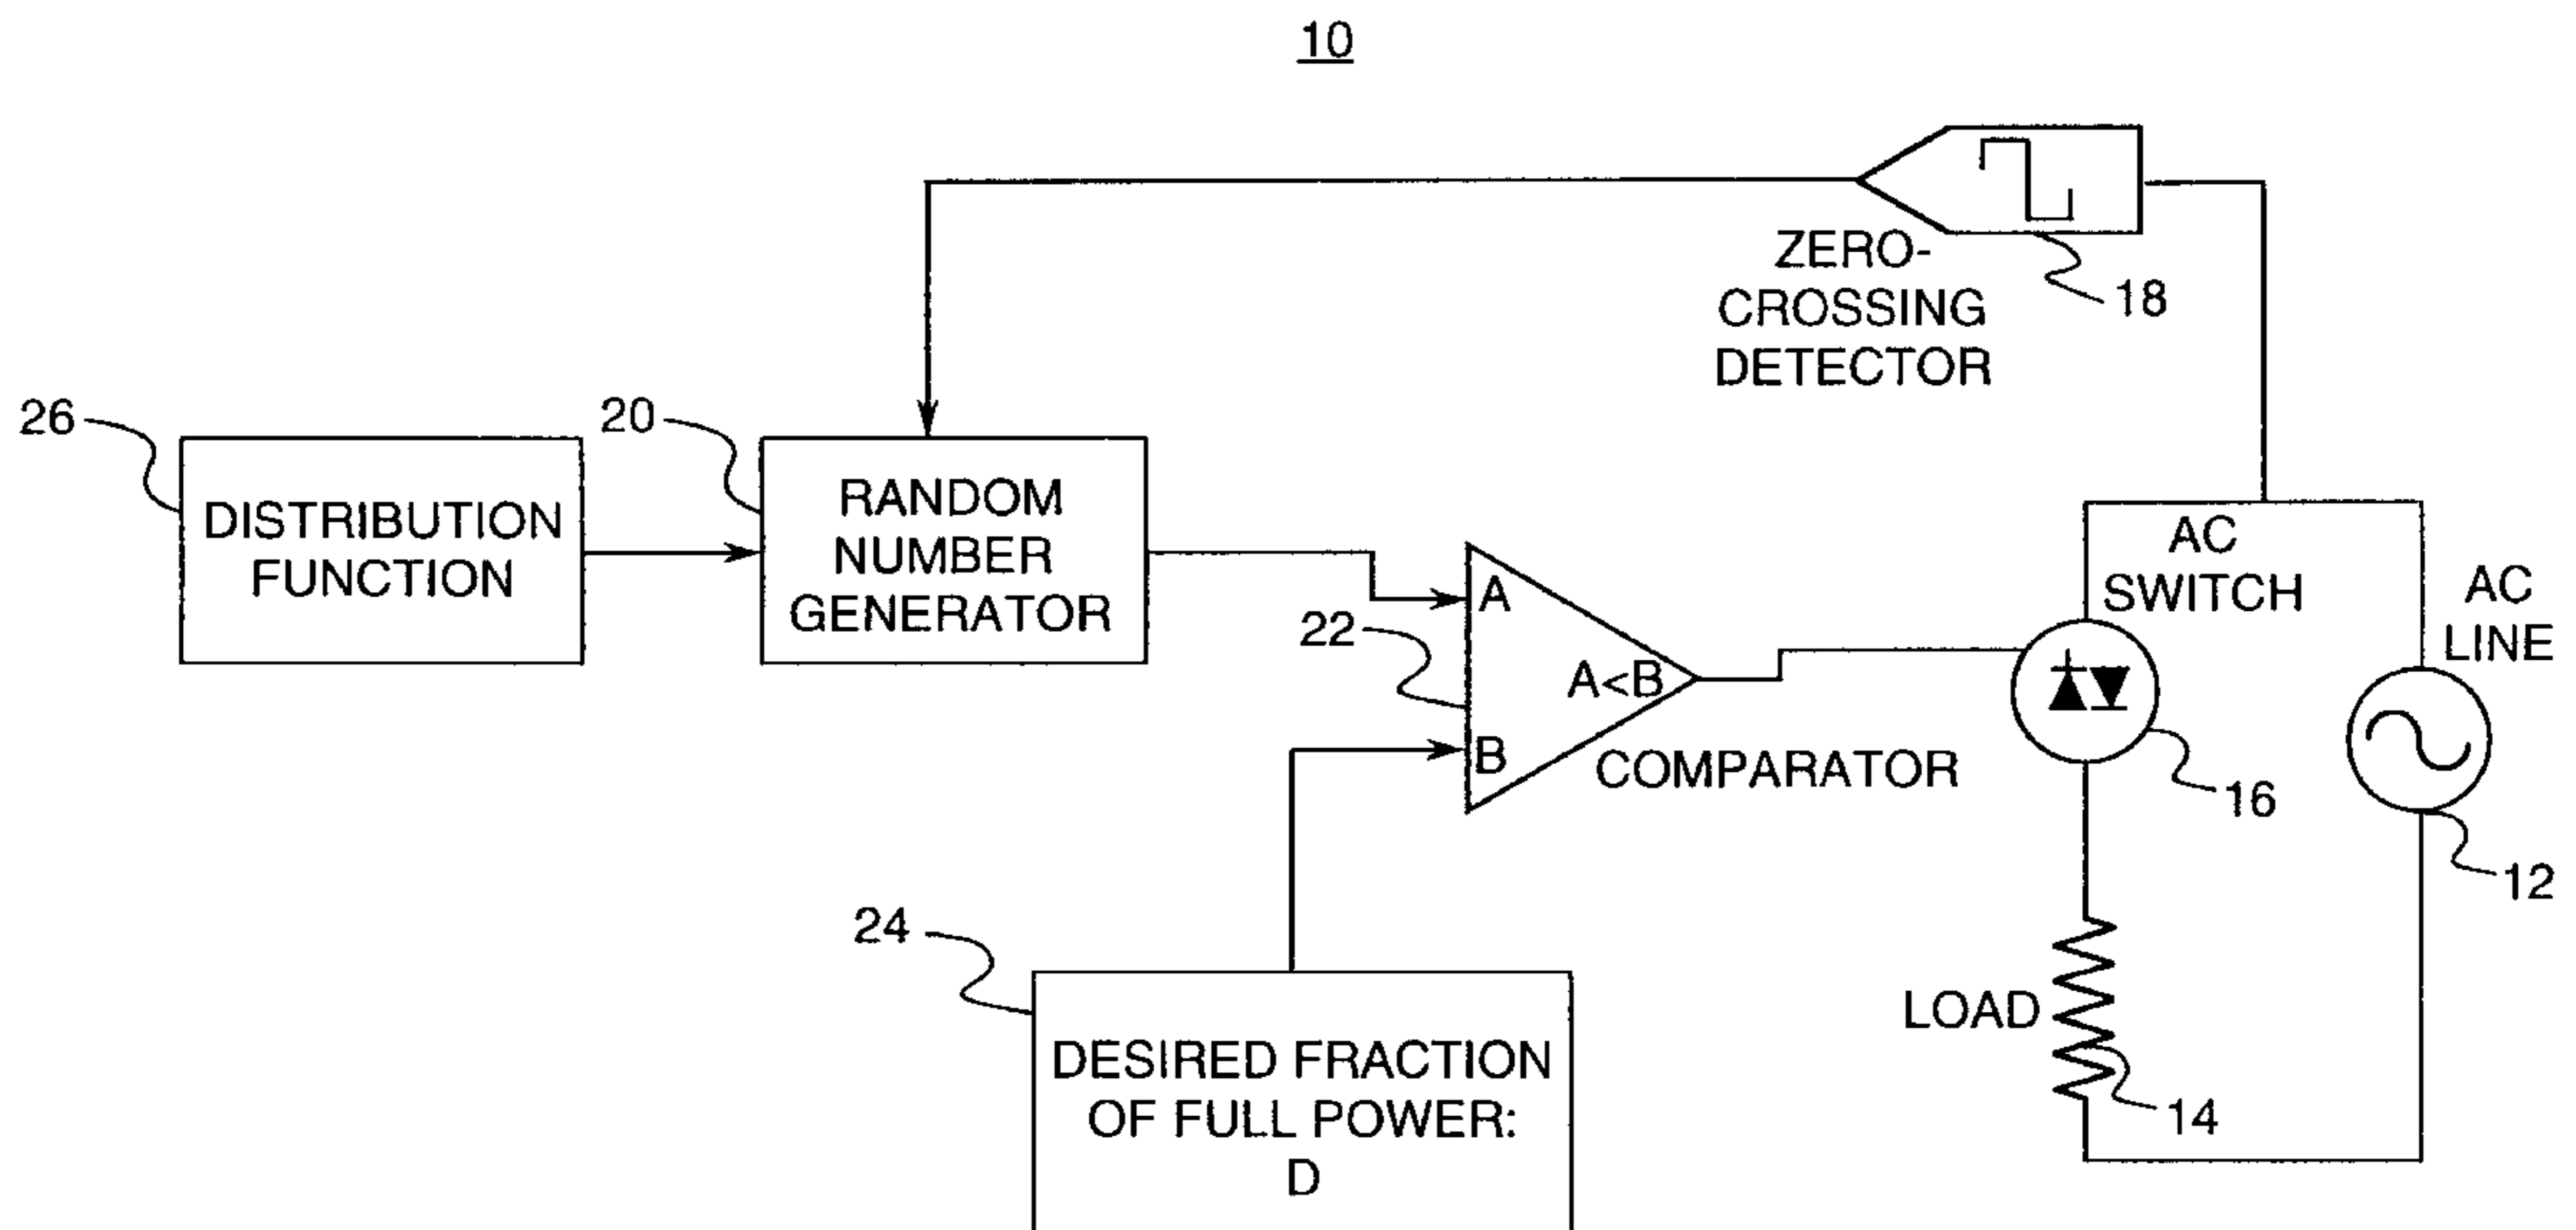 10
ZERO-
CROSSING
DETECTOR
18
26
20
DISTRIBUTION
FUNCTION
RANDOM
NUMBER
GENERATOR
AC
SWITCH
AC
LINE
22
A
A<B
B
COMPARATOR
16
12
24
LOAD
14
DESIRED FRACTION
OF FULL POWER:
D